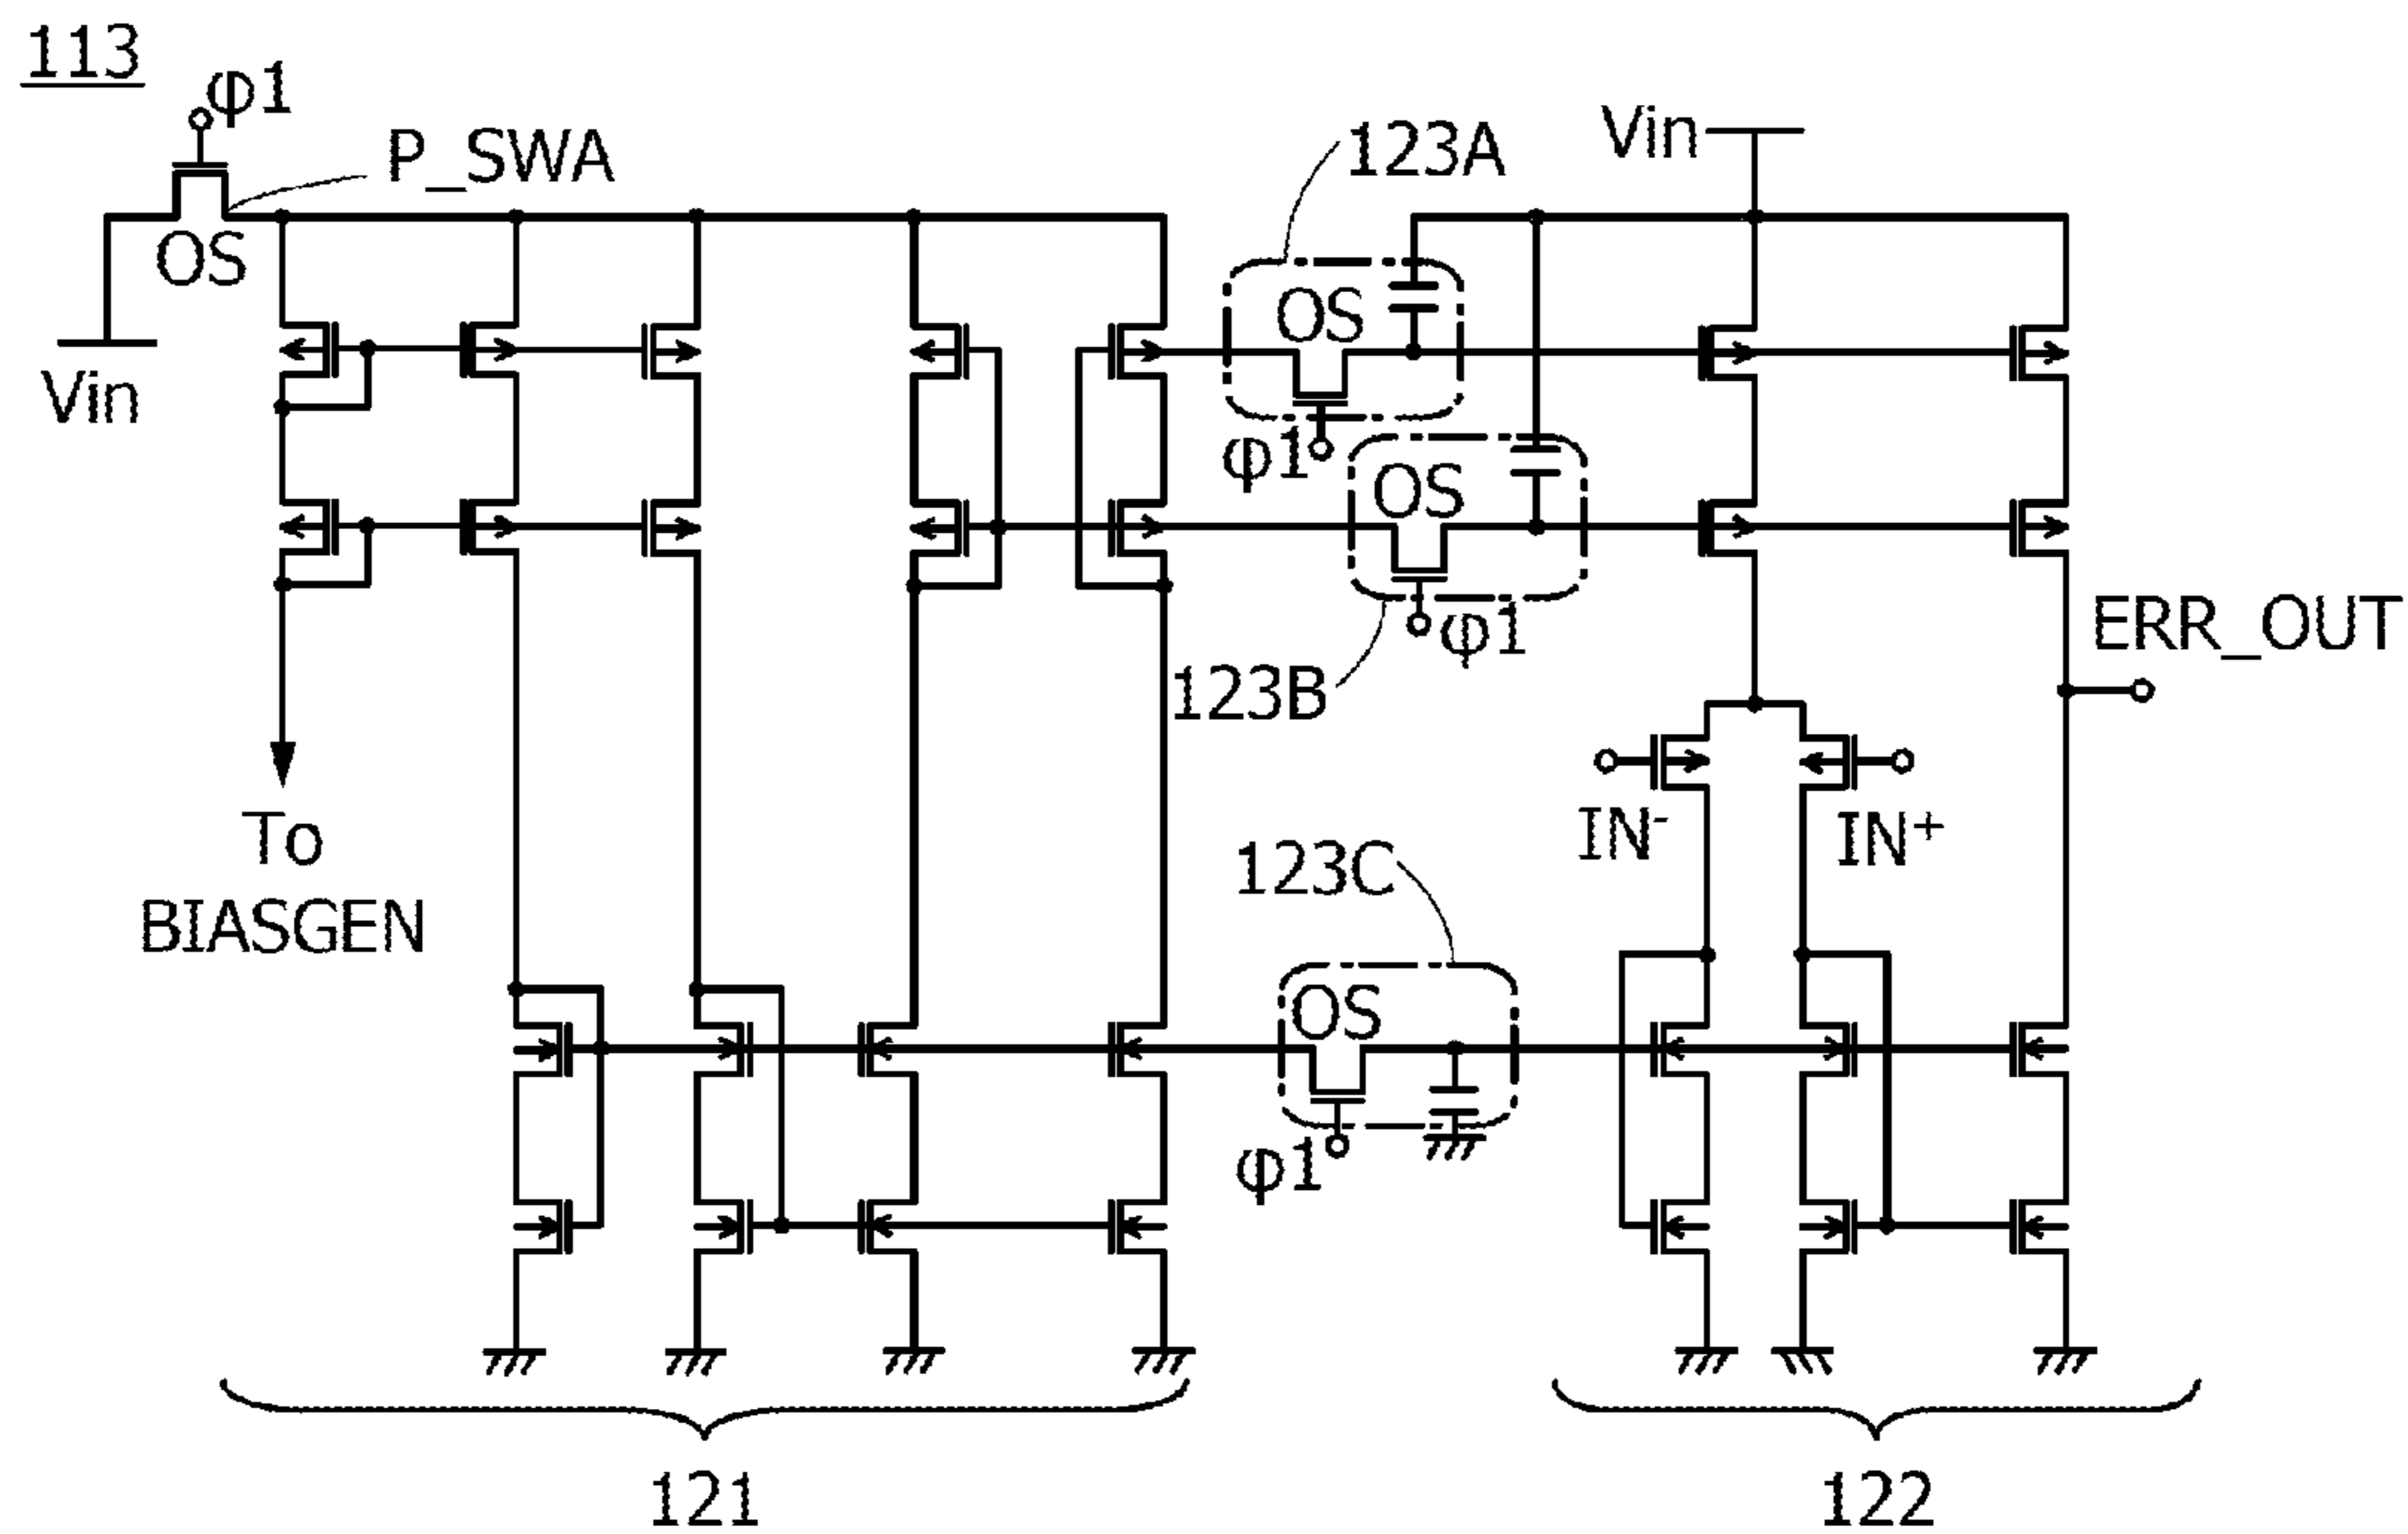 113
φ1
P_SWA
OS
Vin
123A
Vin
OS
φ1
OS
φ1
123B
ERR_OUT
To
BIASGEN
IN-
IN+
123C
OS
φ1
121
122